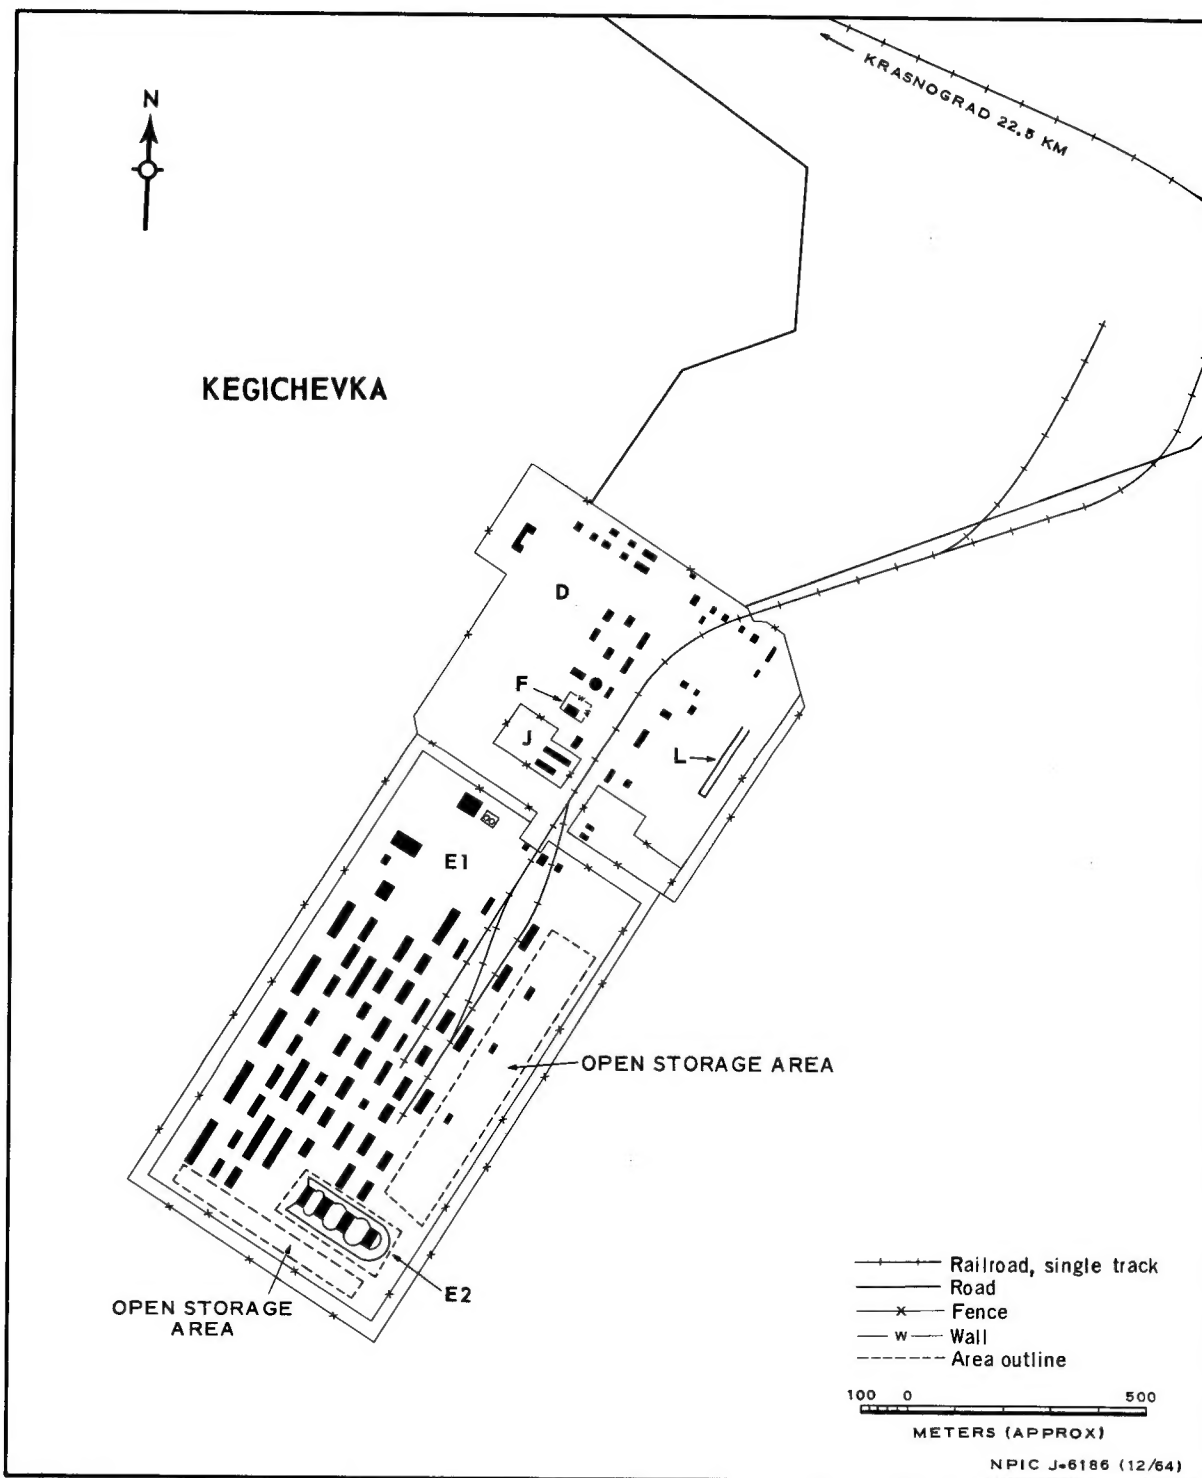 N
KRASNOGRAD 22.5 KM
KEGICHEVKA
D
F
W
J
L
E1
OPEN STORAGE AREA
OPEN STORAGE
AREA
E2
Railroad, single track
Road
x Fence
w Wall
Area outline
100 0 500
METERS (APPROX)
NPIC J-6186 (12/64)